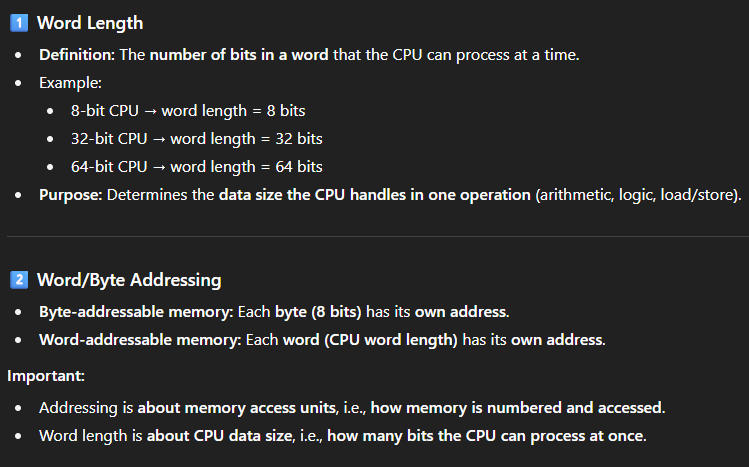 1 Word Length
• Definition: The number of bits in a word that the CPU can process at a time.
• Example:
• 8-bit CPU → word length = 8 bits
• 32-bit CPU → word length = 32 bits
• 64-bit CPU → word length = 64 bits
• Purpose: Determines the data size the CPU handles in one operation (arithmetic, logic, load/store).
2 Word/Byte Addressing
• Byte-addressable memory: Each byte (8 bits) has its own address.
• Word-addressable memory: Each word (CPU word length) has its own address.
Important:
• Addressing is about memory access units, i.e., how memory is numbered and accessed.
• Word length is about CPU data size, i.e., how many bits the CPU can process at once.